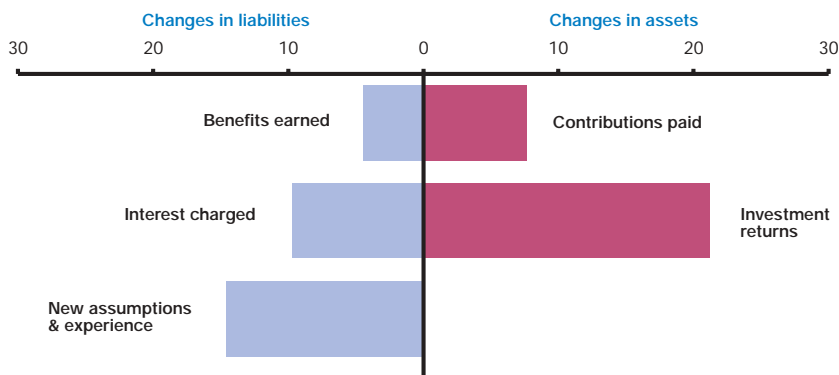 Changes in liabilities
Changes in assets
30 20 10 0 10 20 30
Benefits earned
Contributions paid
Interest charged
Investment
returns
New assumptions
& experience